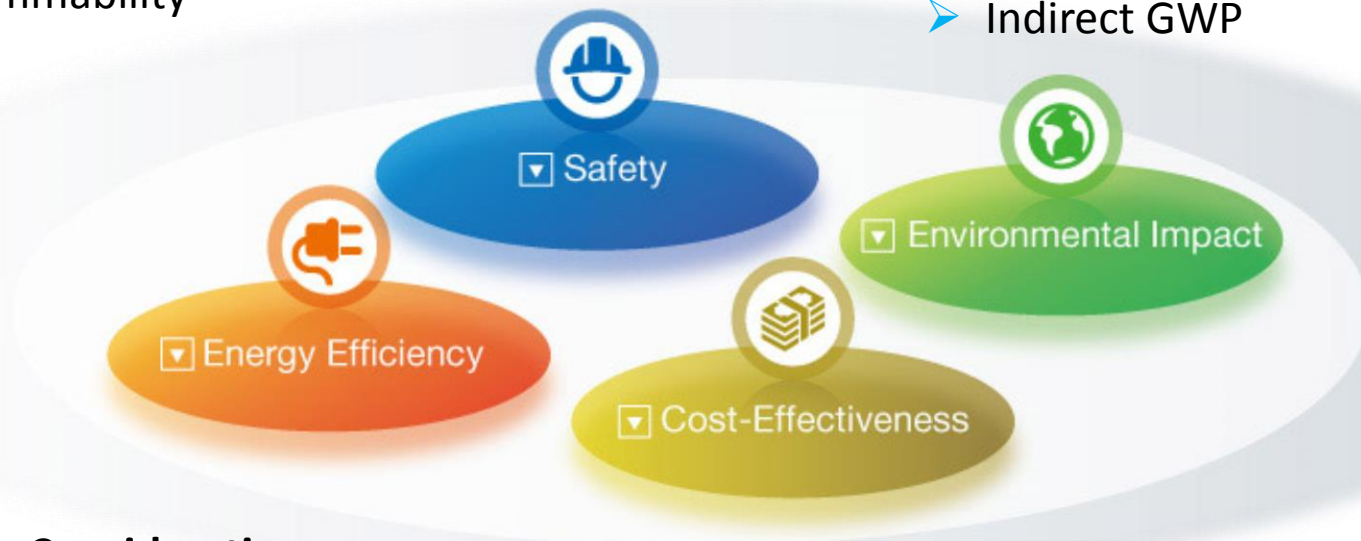 Indirect GWP
Safety
Environmental Impact
Energy Efficiency
Cost-Effectiveness